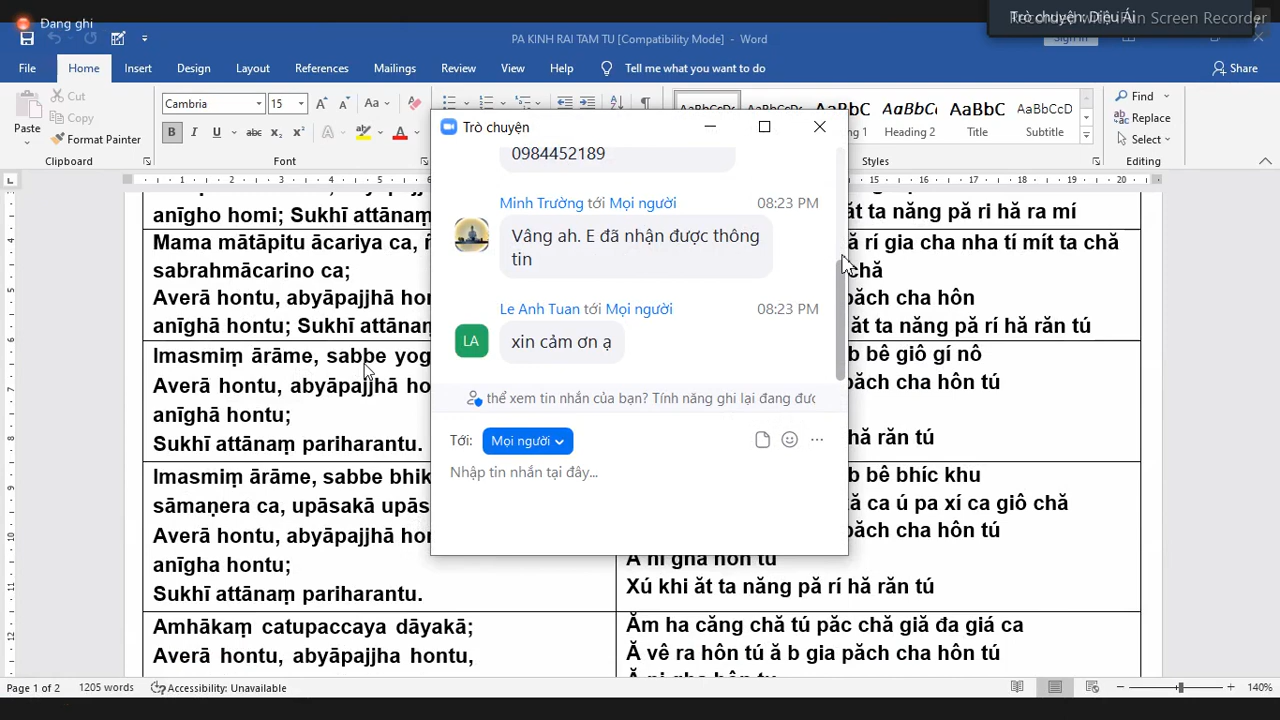 Đang ghi
Trò chuyện: Diệu Ái
Screen Recorder
PA KINH RAI TAM TU [Compatibility Mode] - Word
Sign in
File Home Insert Design Layout References Mailings Review View Help Tell me what you want to do Share
Paste
Cut
Copy
Format Painter
Clipboard
Cambria 15
Font
Heading 2 Title Subtitle
Styles
Find
Replace
Select
Editing
anīgho homi; Sukhī attānaṃ
Mama mātāpitu ācariya ca,
sabrahmācarino ca;
Averā hontu, abyāpajjhā
anīghā hontu; Sukhī attānaṃ
Imasmiṃ ārāme, sabbe
Averā hontu, abyāpajjhā
anīghā hontu;
Sukhī attānaṃ pariharantu.
Imasmiṃ ārāme, sabbe
sāmaṇera ca, upāsakā
Averā hontu, abyāpajjhā
anīgha hontu;
Sukhī attānaṃ pariharantu.
Amhākaṃ catupaccaya dāyakā;
Averā hontu, abyāpajjha hontu,
Trò chuyện
0984452189
Minh Trường tới Mọi người 08:23 PM
Vâng ah. E đã nhận được thông
tin
Le Anh Tuan tới Mọi người 08:23 PM
LA
xin cảm ơn ạ
thể xem tin nhắn của bạn? Tính năng ghi lại đang
Tới: Mọi người
Nhập tin nhắn tại đây...
ăt ta năng pă ri hă ra mí
rí gia cha nha tí mít ta chă
chă
păch cha hôn
ăt ta năng pă rí hă răn tú
bê giô gí nô
păch cha hôn tú
hă răn tú
bê bhíc khu
ca ú pa xí ca giô chă
păch cha hôn tú
Ă ni gha hôn tú
Xú khi ăt ta năng pă rí hă răn tú
Ăm ha căng chă tú păc chă giă đa giá ca
Ă vê ra hôn tú ă b gia păch cha hôn tú
Page 1 of 2 1205 words Accessibility: Unavailable 140%